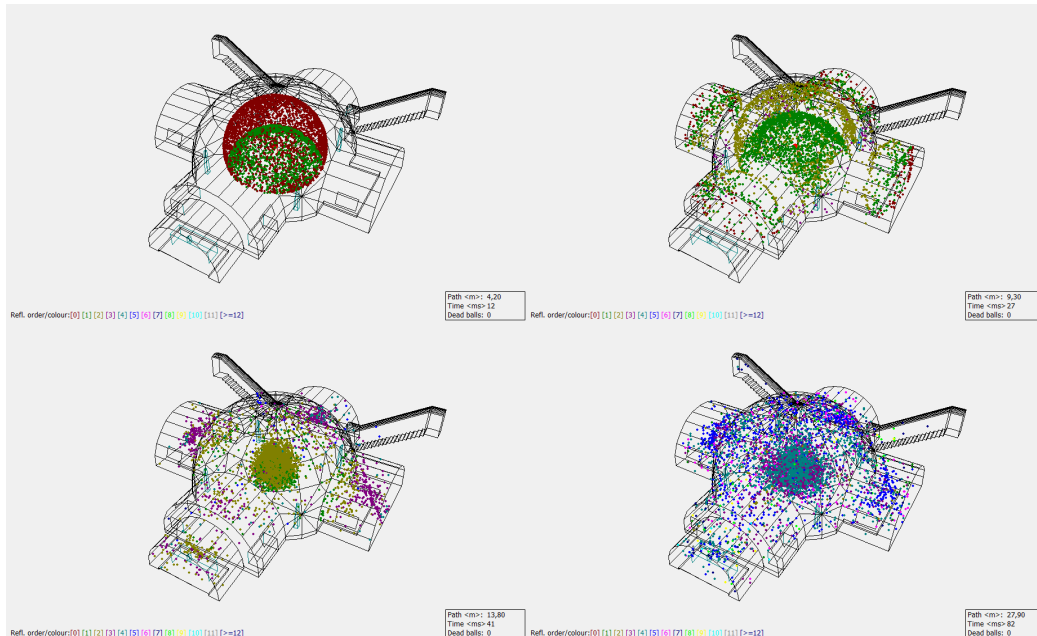 Path <m>: 4,20
Time <ms> 12
Dead balls: 0
Refl. order/colour:[0] [1] [2] [3] [4] [5] [6] [7] [8] [9] [10] [11] [>=12]
Path <m>: 9,30
Time <ms> 27
Dead balls: 0
Refl. order/colour:[0] [1] [2] [3] [4] [5] [6] [7] [8] [9] [10] [11] [>=12]
Path <m>: 13,80
Time <ms> 41
Dead balls: 0
Refl. order/colour:[0] [1] [2] [3] [4] [5] [6] [7] [8] [9] [10] [11] [>=12]
Path <m>: 27,90
Time <ms> 82
Dead balls: 0
Refl. order/colour:[0] [1] [2] [3] [4] [5] [6] [7] [8] [9] [10] [11] [>=12]